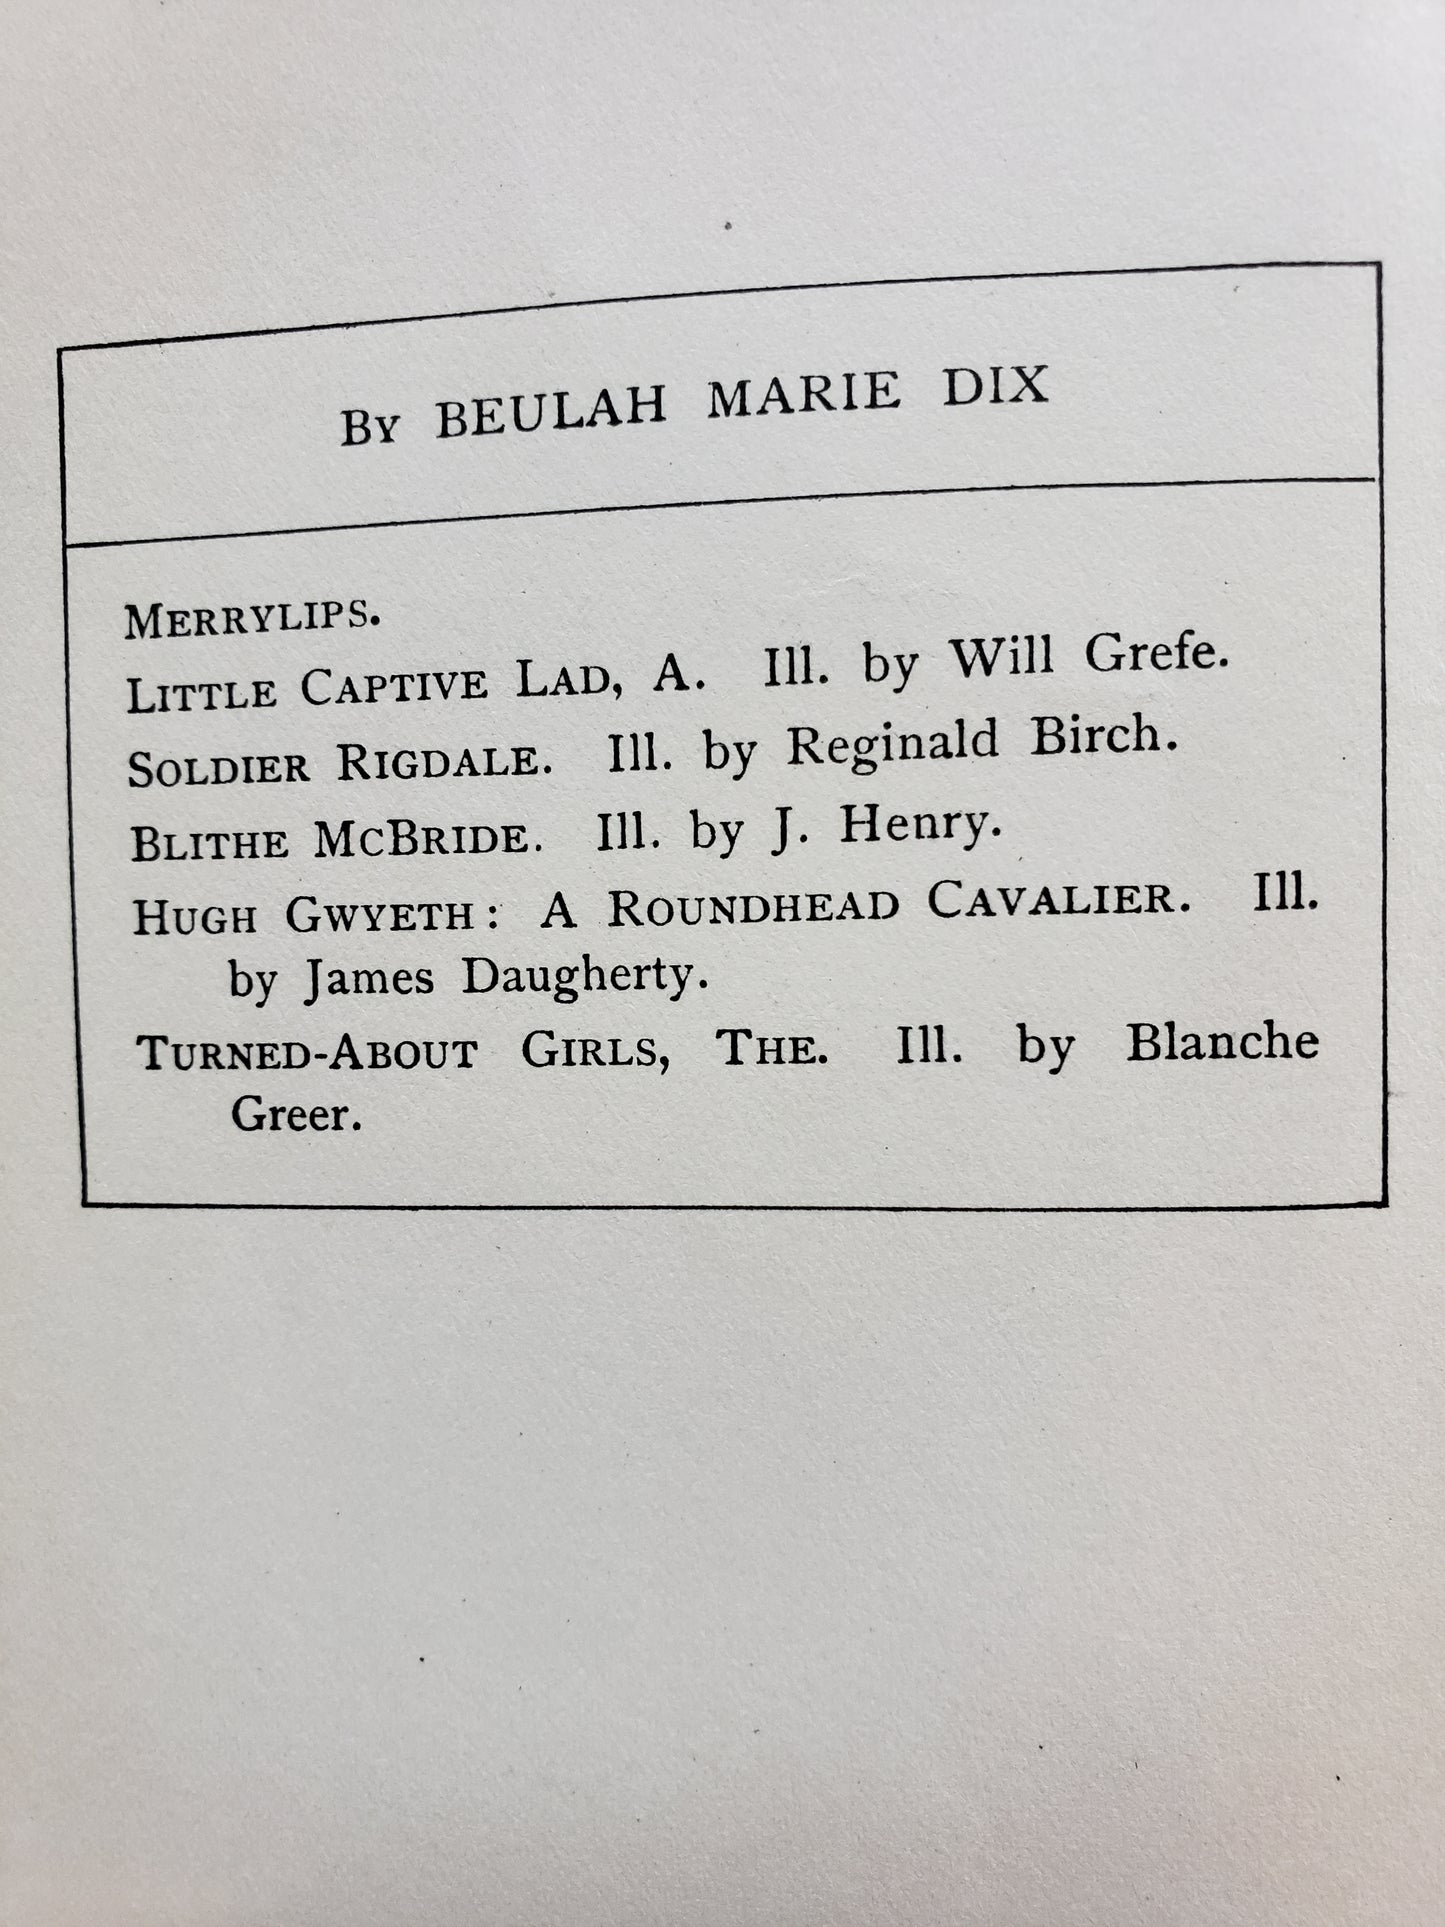 By BEULAH MARIE DIX
MERRYLIPS.
LITTLE CAPTIVE LAD, A. Ill. by Will Grefe.
SOLDIER RIGDALE. Ill. by Reginald Birch.
BLITHE MCBRIDE. Ill. by J. Henry.
HUGH GWYETH: A ROUNDHEAD CAVALIER. Ill.
by James Daugherty.
TURNED-ABOUT GIRLS, THE. Ill. by Blanche
Greer.